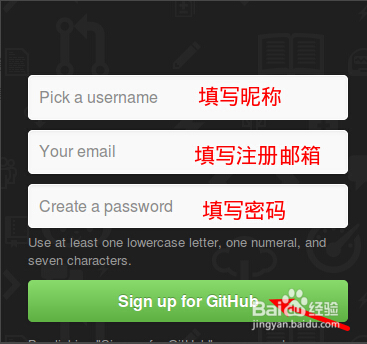 Pick a username 填写昵称
Your email 填写注册邮箱
Create a password 填写密码
Use at least one lowercase letter, one numeral, and
seven characters.
Sign up for GitHub
Baidu经验
jingyan.baidu.com